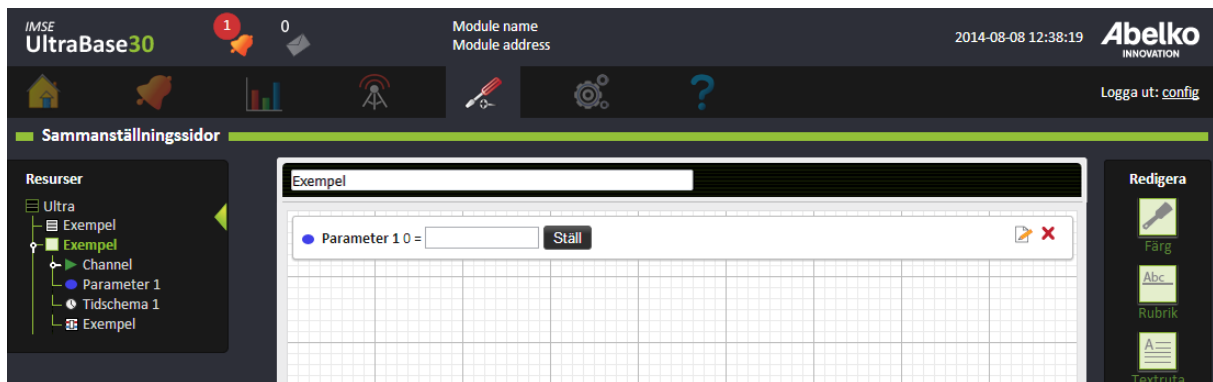 IMSE
UltraBase30
1
0
Module name
Module address
2014-08-08 12:38:19
Abelko
INNOVATION
Logga ut: config
Sammanställningssidor
Resurser
Ultra
Exempel
Exempel
Channel
Parameter 1
Tidschema 1
Exempel
Exempel
Parameter 1 0 =
Ställ
Redigera
Färg
Abc
Rubrik
A
Textruta